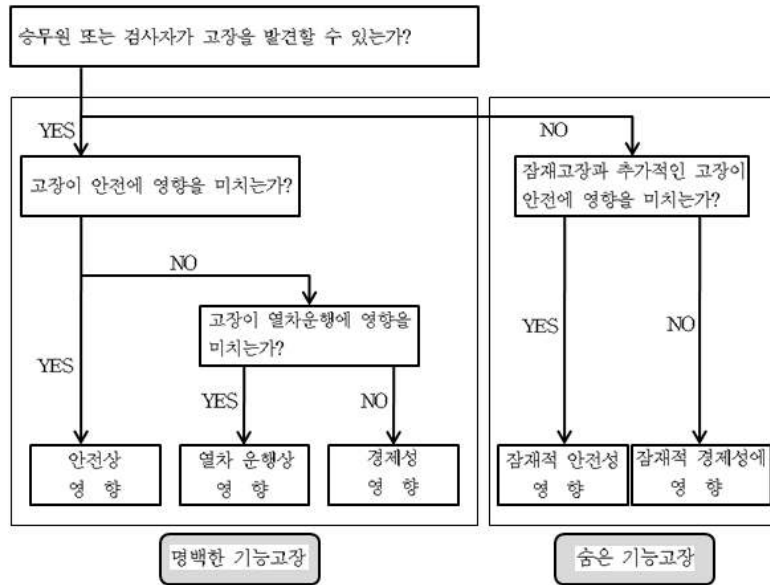 승무원 또는 검사자가 고장을 발견할 수 있는가?
YES
NO
고장이 안전에 영향을 미치는가?
잠재고장과 추가적인 고장이
안전에 영향을 미치는가?
NO
고장이 열차운행에 영향을
미치는가?
YES
YES
NO
YES
NO
안전상
영 향
열차 운행상
영 향
경제성
영 향
잠재적 안전성
영 향
잠재적 경제성에
영 향
명백한 기능고장
숨은 기능고장